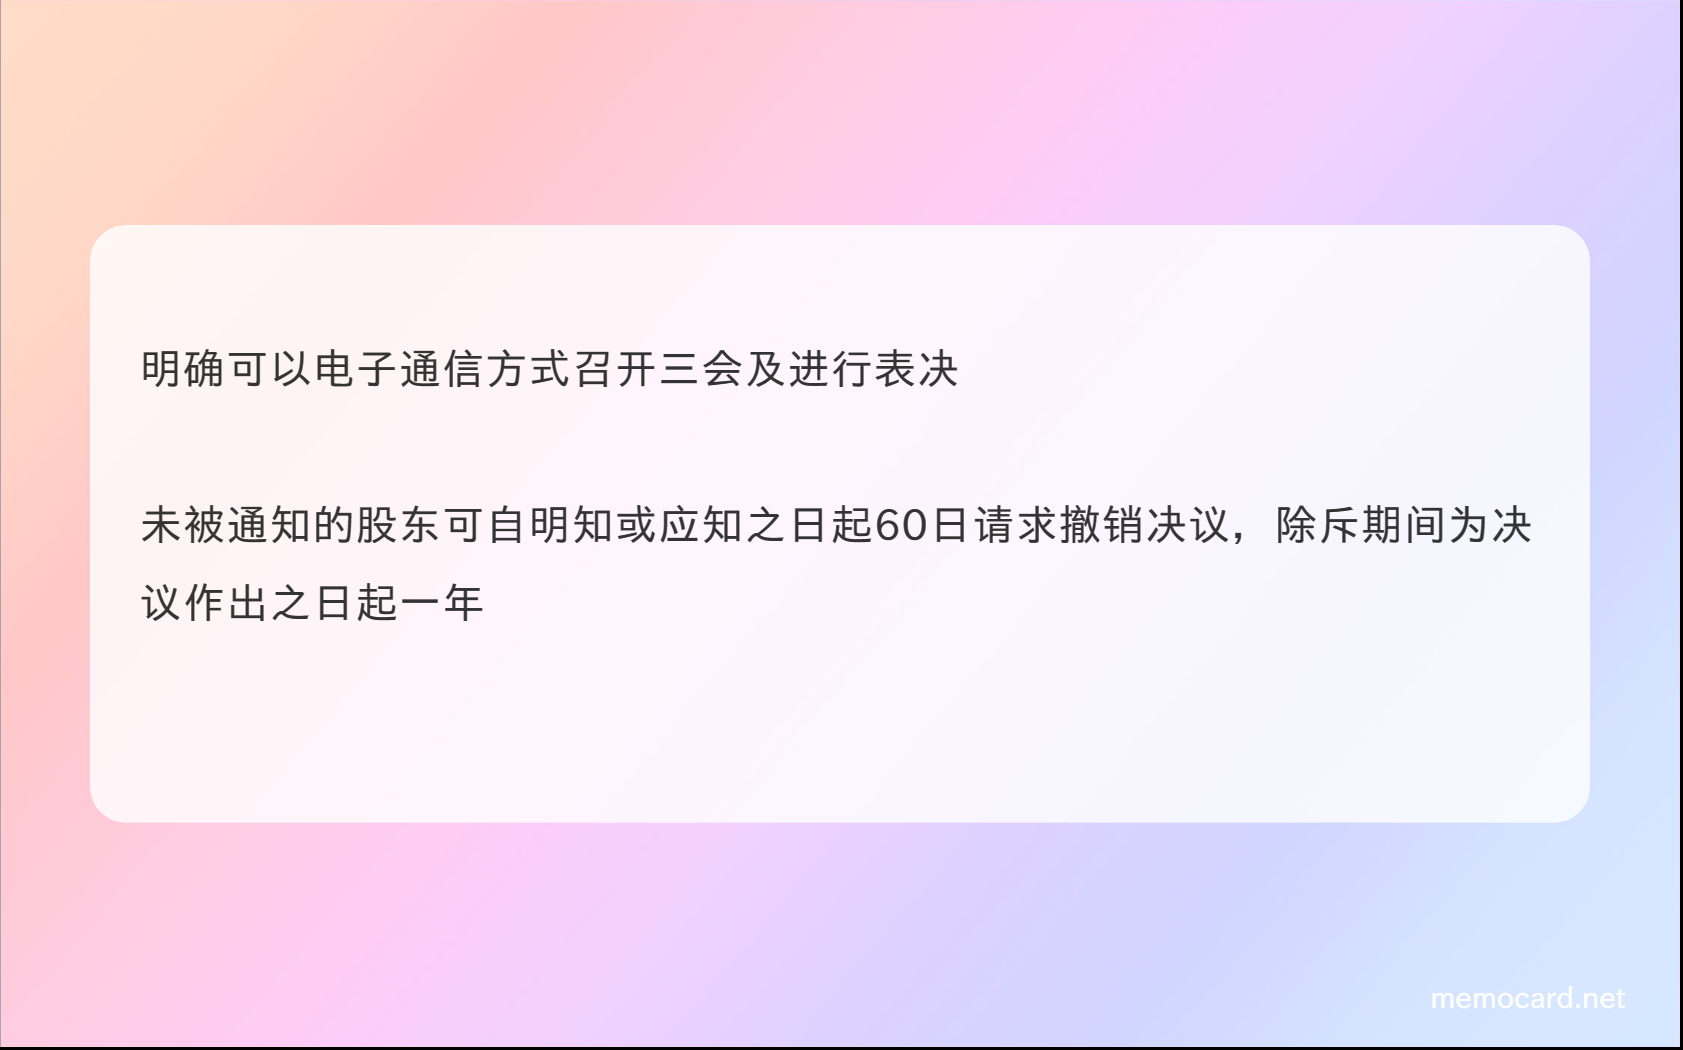 明确可以电子通信方式召开三会及进行表决
未被通知的股东可自明知或应知之日起60日请求撤销决议，除斥期间为决
议作出之日起一年
memocard.net